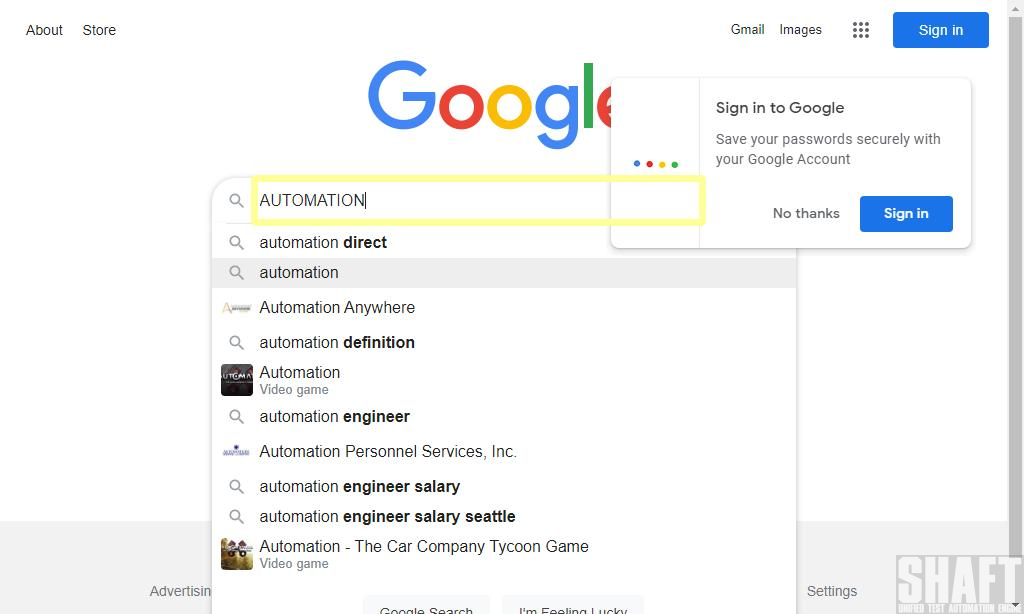 About Store Gmail Images Sign in
Google
Sign in to Google
Save your passwords securely with
your Google Account
No thanks Sign in
AUTOMATION
automation direct
automation
Automation Anywhere
automation definition
Automation
Video game
automation engineer
Automation Personnel Services, Inc.
automation engineer salary
automation engineer salary seattle
Automation - The Car Company Tycoon Game
Video game
Advertisin Settings
Google Search I'm Feeling Lucky
SHAFT
UNIFIED TEST AUTOMATION